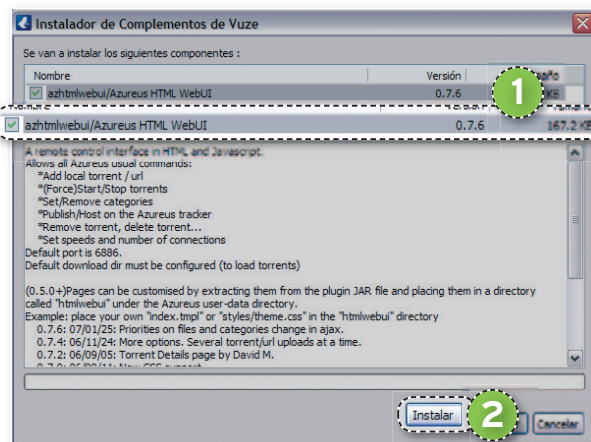 Instalador de Complementos de Vuze
Se van a instalar los siguientes componentes :
Nombre Versión
azhtmlwebui/Azureus HTML WebUI 0.7.6 KB
1
azhtmlwebui/Azureus HTML WebUI 0.7.6 167.2 KB
A remote control interface in HTML and Javascript.
Allows all Azureus usual commands:
*Add local torrent / url
*(Force)Start/Stop torrents
*Set/Remove categories
*Publish/Host on the Azureus tracker
*Remove torrent, delete torrent...
*Set speeds and number of connections
Default port is 6886.
Default download dir must be configured (to load torrents)
(0.5.0+)Pages can be customised by extracting them from the plugin JAR file and placing them in a directory
called "htmlwebui" under the Azureus user-data directory.
Example: place your own "index.tmpl" or "styles/theme.css" in the "htmlwebui" directory
0.7.6: 07/01/25: Priorities on files and categories change in ajax.
0.7.4: 06/11/24: More options. Several torrent/url uploads at a time.
0.7.2: 06/09/05: Torrent Details page by David M.
Instalar 2 Cancelar